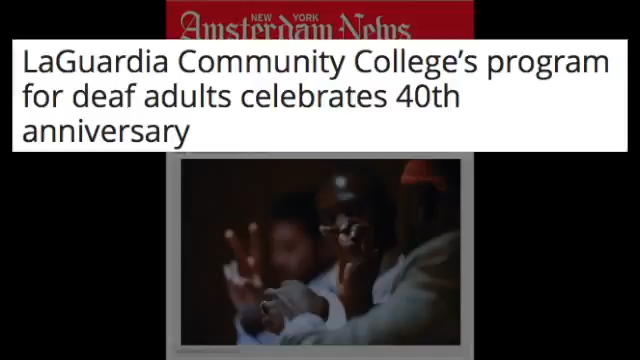 NEW YORK
Amsterdam News
LaGuardia Community College’s program
for deaf adults celebrates 40th
anniversary